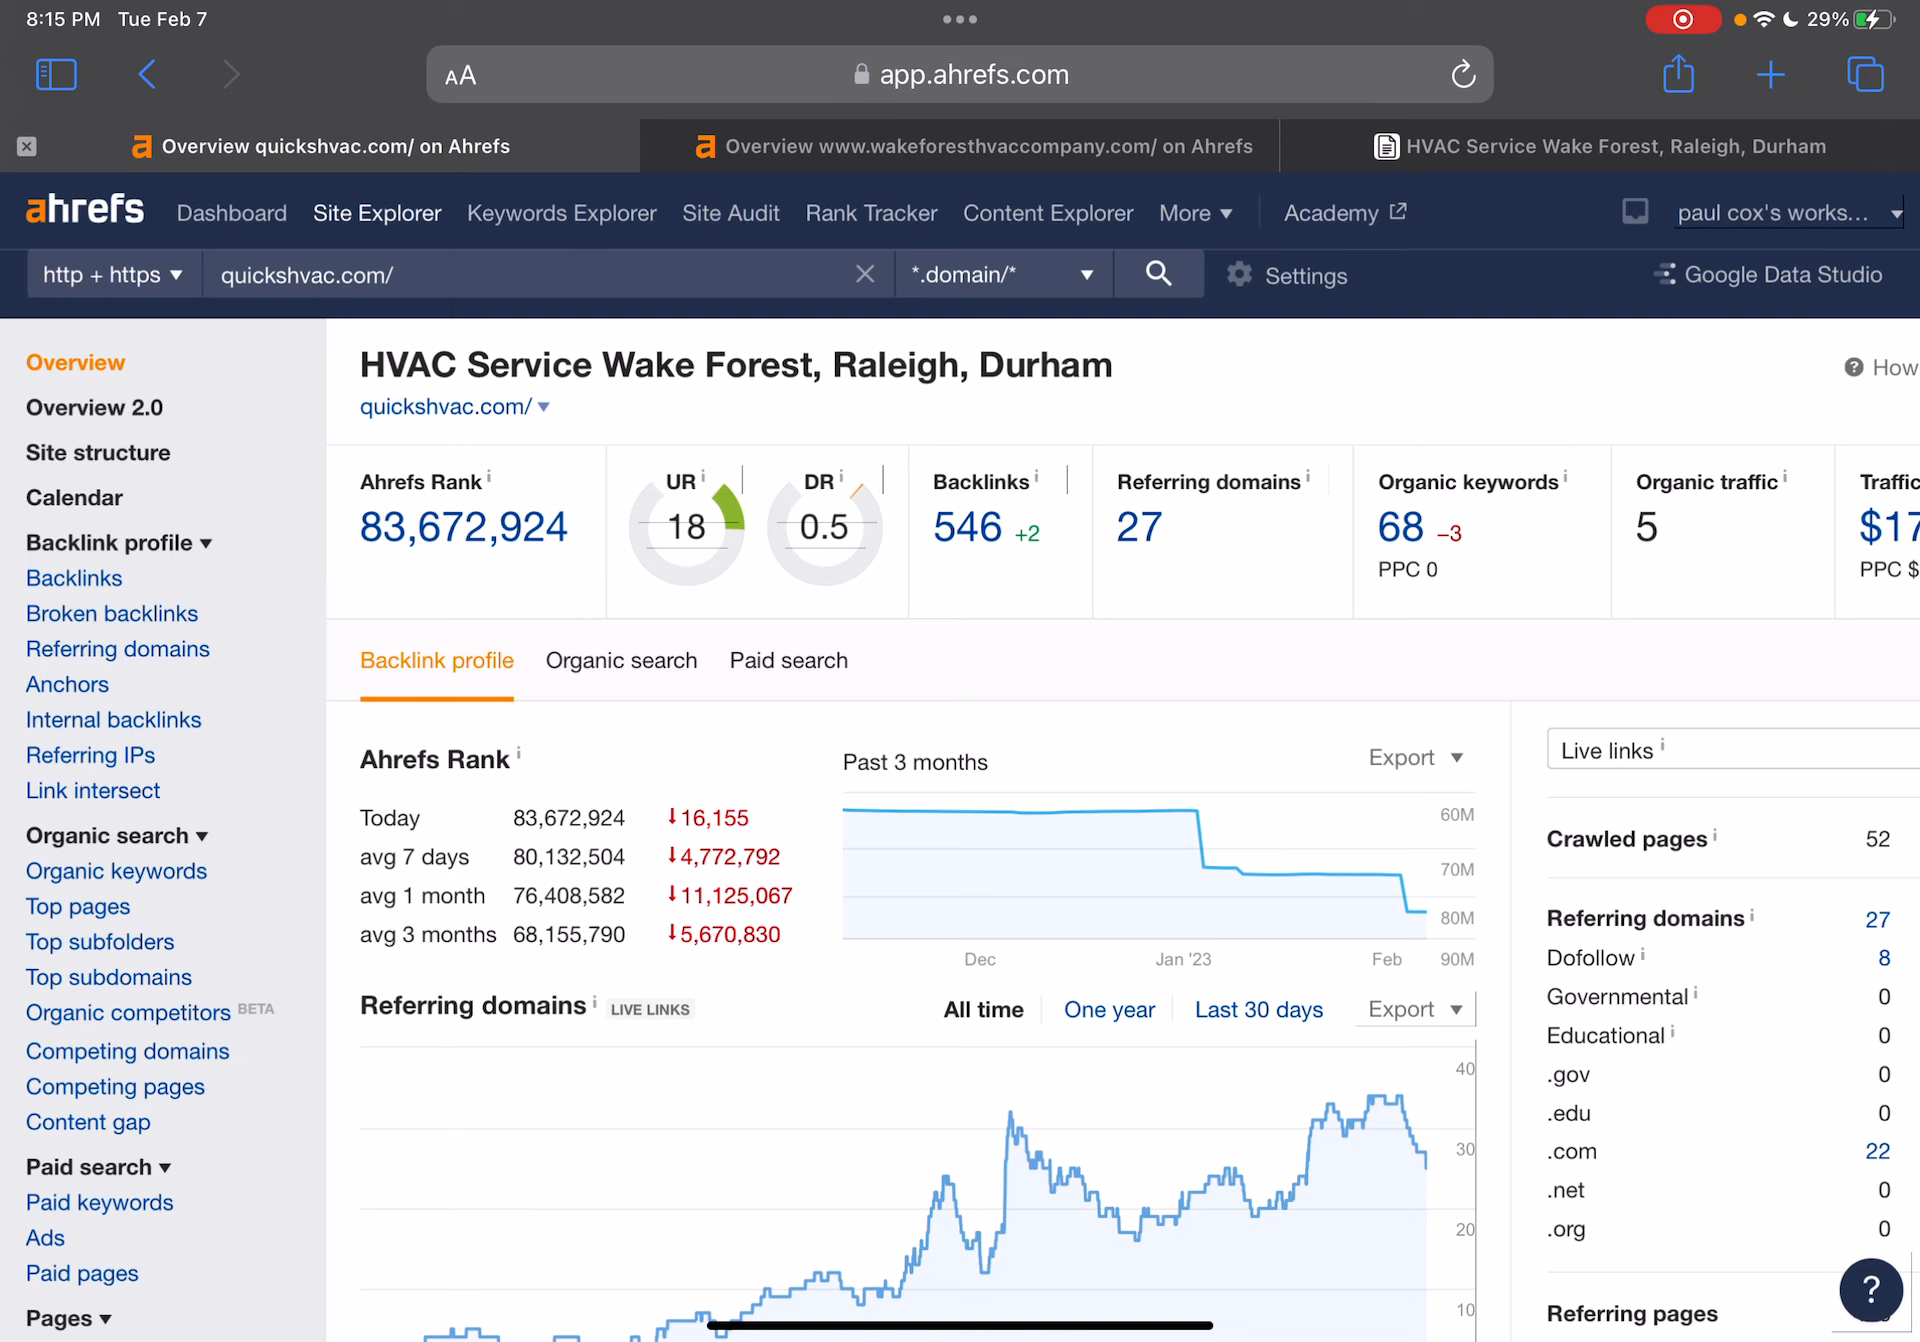 8:15 PM Tue Feb 7
29%
AA
app.ahrefs.com
Overview quickshvac.com/ on Ahrefs
Overview www.wakeforesthvaccompany.com/ on Ahrefs
HVAC Service Wake Forest, Raleigh, Durham
ahrefs
Dashboard
Site Explorer
Keywords Explorer
Site Audit
Rank Tracker
Content Explorer
More
Academy
paul cox's works...
http + https
quickshvac.com/
*.domain/*
Settings
Google Data Studio
Overview
Overview 2.0
Site structure
Calendar
Backlink profile
Backlinks
Broken backlinks
Referring domains
Anchors
Internal backlinks
Referring IPs
Link intersect
Organic search
Organic keywords
Top pages
Top subfolders
Top subdomains
Organic competitors BETA
Competing domains
Competing pages
Content gap
Paid search
Paid keywords
Ads
Paid pages
Pages
HVAC Service Wake Forest, Raleigh, Durham
? How
quickshvac.com/
Ahrefs Rank i
83,672,924
UR i
18
DR i
0.5
Backlinks i
546 +2
Referring domains i
27
Organic keywords i
68 -3
PPC 0
Organic traffic i
5
Traffic
$17
PPC $
Backlink profile
Organic search
Paid search
Ahrefs Rank i
Past 3 months
Export
Today 83,672,924 ↓16,155
avg 7 days 80,132,504 ↓4,772,792
avg 1 month 76,408,582 ↓11,125,067
avg 3 months 68,155,790 ↓5,670,830
60M
70M
80M
90M
Dec
Jan '23
Feb
Referring domains i LIVE LINKS
All time
One year
Last 30 days
Export
40
30
20
10
Live links i
Crawled pages i 52
Referring domains i 27
Dofollow i 8
Governmental i 0
Educational i 0
.gov 0
.edu 0
.com 22
.net 0
.org 0
Referring pages
?